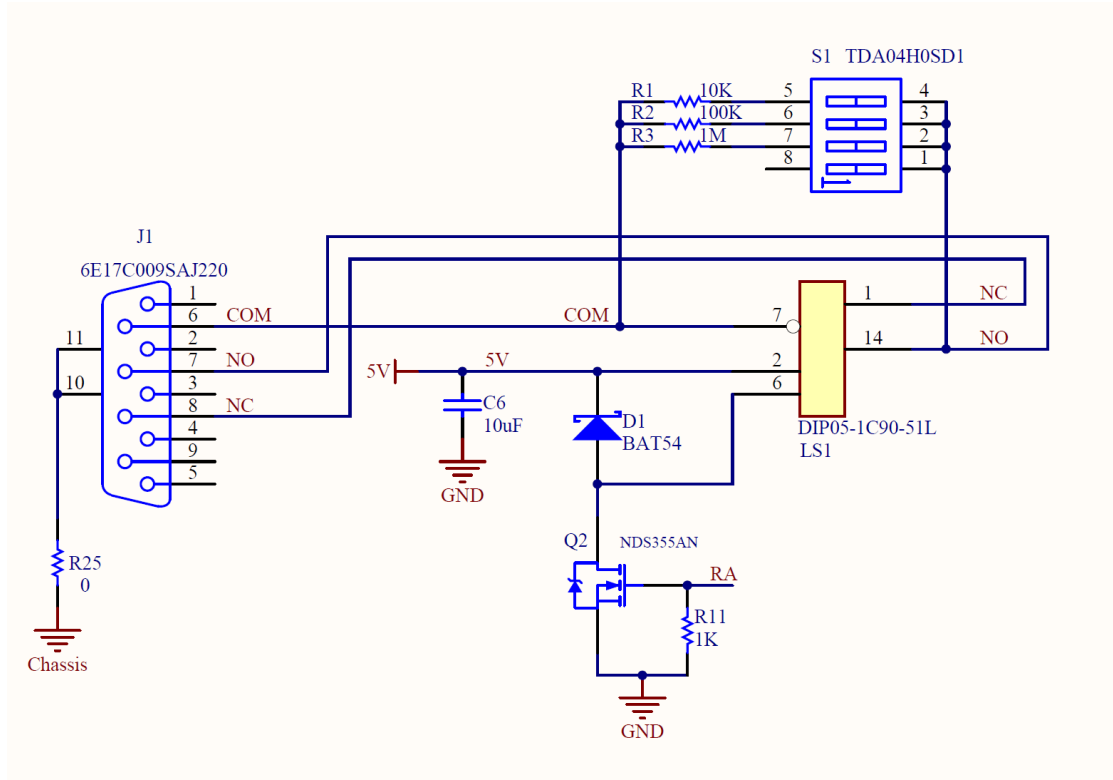 S1 TDA04H0SD1
R1 10K 5 4
R2 100K 6 3
R3 1M 7 2
8 1
J1
6E17C009SAJ220
1
6 COM COM 7 1 NC
11 2 14 NO
7 NO
5V 5V 2
10 3 6
8 NC
C6
10uF
D1
BAT54
DIP05-1C90-51L
LS1
4
9
5
GND
Q2 NDS355AN
R25
0
RA
R11
1K
Chassis
GND